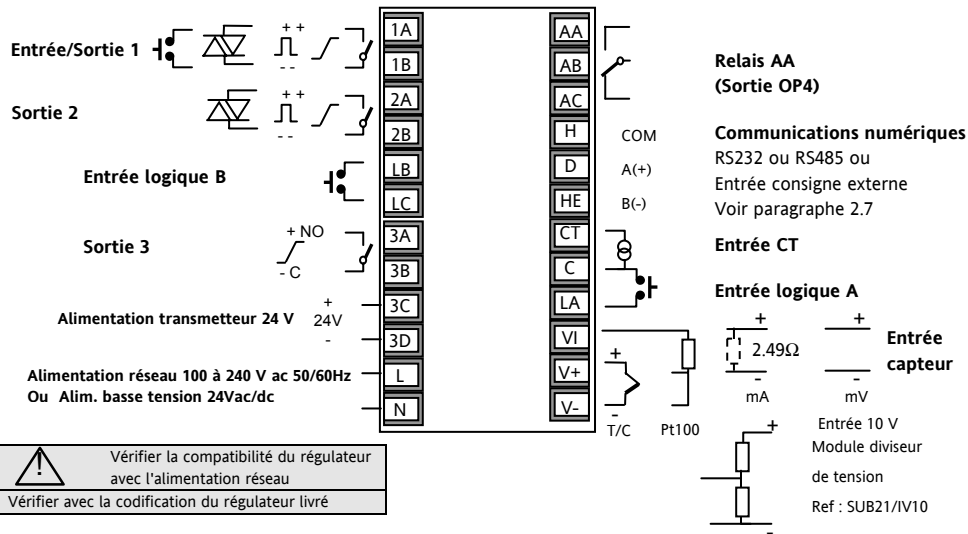 Entrée/Sortie 1
+ +
- -
1A
1B
Sortie 2
+ +
- -
2A
2B
Entrée logique B
LB
LC
Sortie 3
+ NO
- C
3A
3B
Alimentation transmetteur 24 V
+
24V
-
3C
3D
Alimentation réseau 100 à 240 V ac 50/60Hz
Ou Alim. basse tension 24Vac/dc
L
N
AA
AB
AC
Relais AA
(Sortie OP4)
H
COM
D
A(+)
HE
B(-)
Communications numériques
RS232 ou RS485 ou
Entrée consigne externe
Voir paragraphe 2.7
CT
C
LA
Entrée CT
Entrée logique A
VI
V+
V-
+
-
T/C
Pt100
+
2.49Ω
-
mA
+
-
mV
Entrée
capteur
+
-
Entrée 10 V
Module diviseur
de tension
Ref : SUB21/IV10
!
Vérifier la compatibilité du régulateur
avec l'alimentation réseau
Vérifier avec la codification du régulateur livré